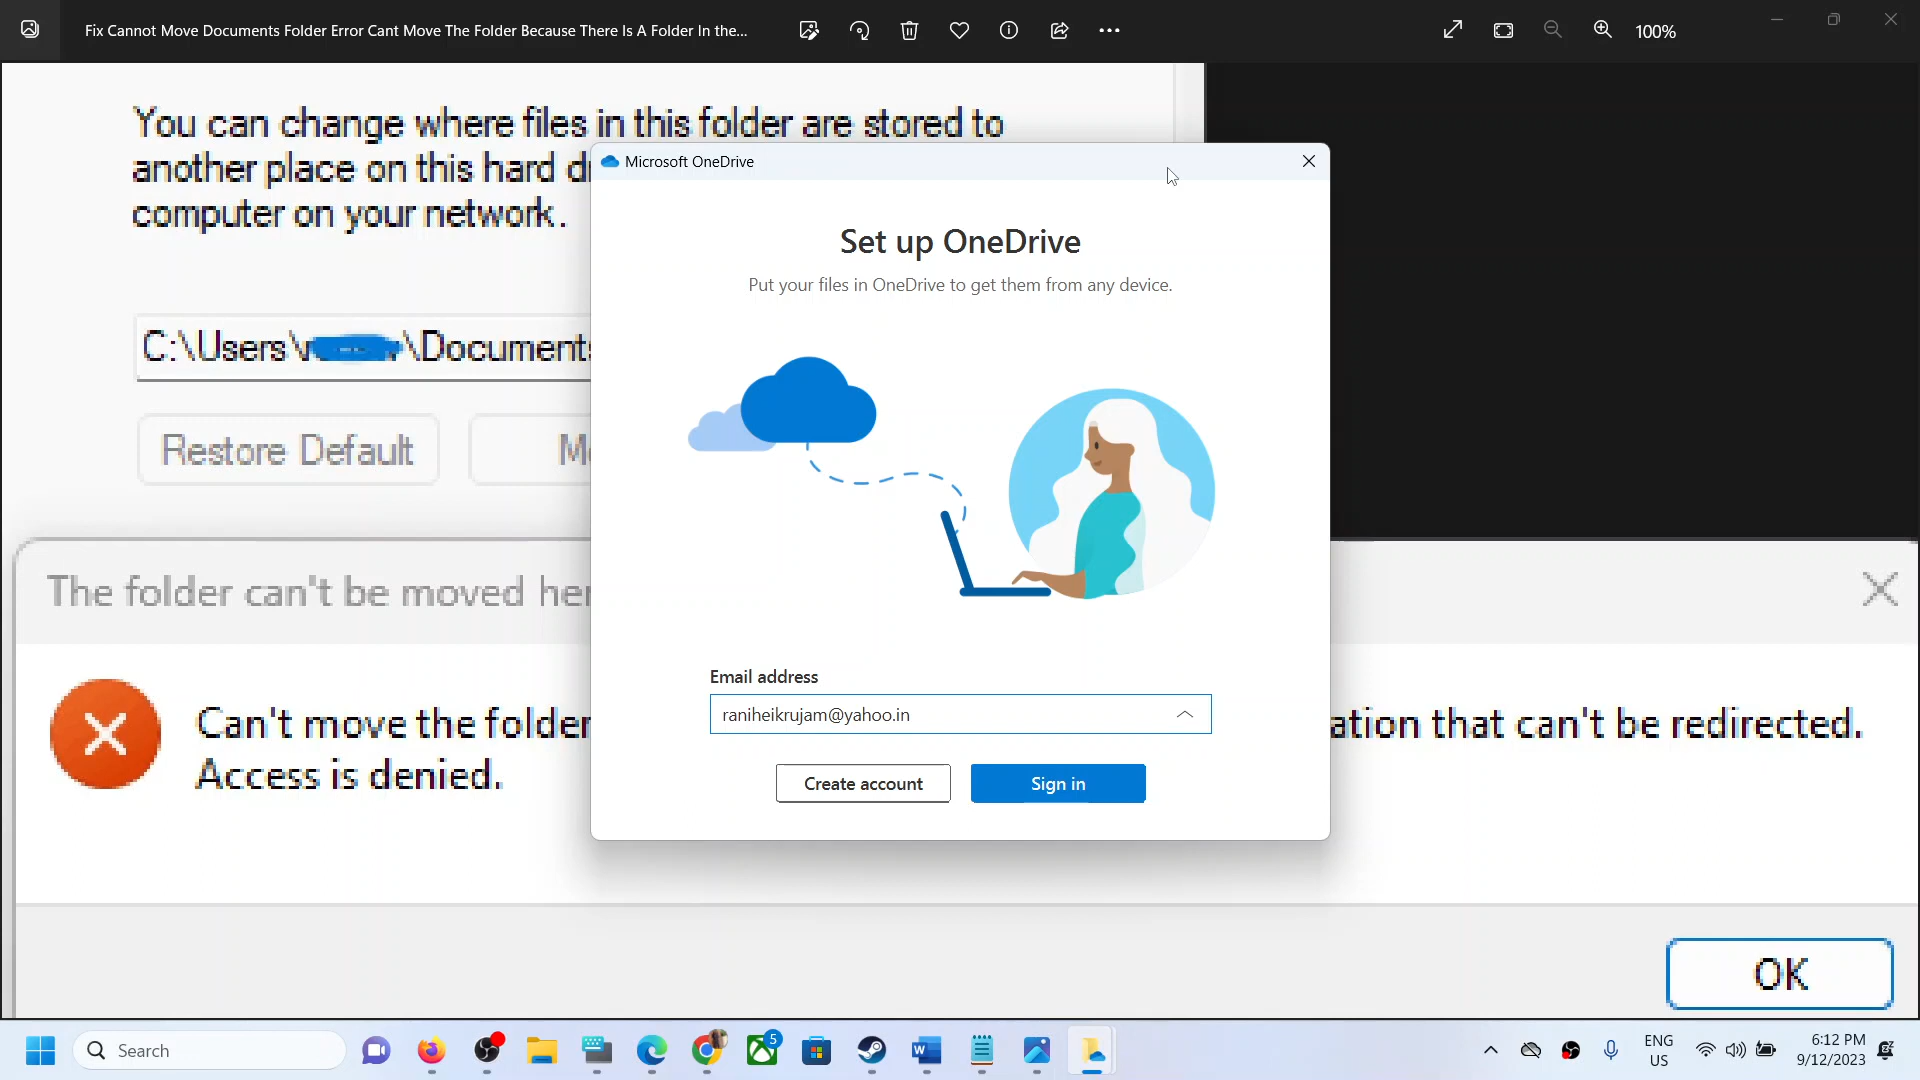 Fix Cannot Move Documents Folder Error Cant Move The Folder Because There Is A Folder In the...
100%
You can change where files in this folder are stored to
another place on this hard d
computer on your network.
Microsoft OneDrive
Set up OneDrive
Put your files in OneDrive to get them from any device.
C:\Users\ \Documents
Restore Default
M
The folder can't be moved her
Can't move the folder
ation that can't be redirected.
Access is denied.
Email address
raniheikrujam@yahoo.in
Create account
Sign in
OK
Search
5
ENG
US
6:12 PM
9/12/2023